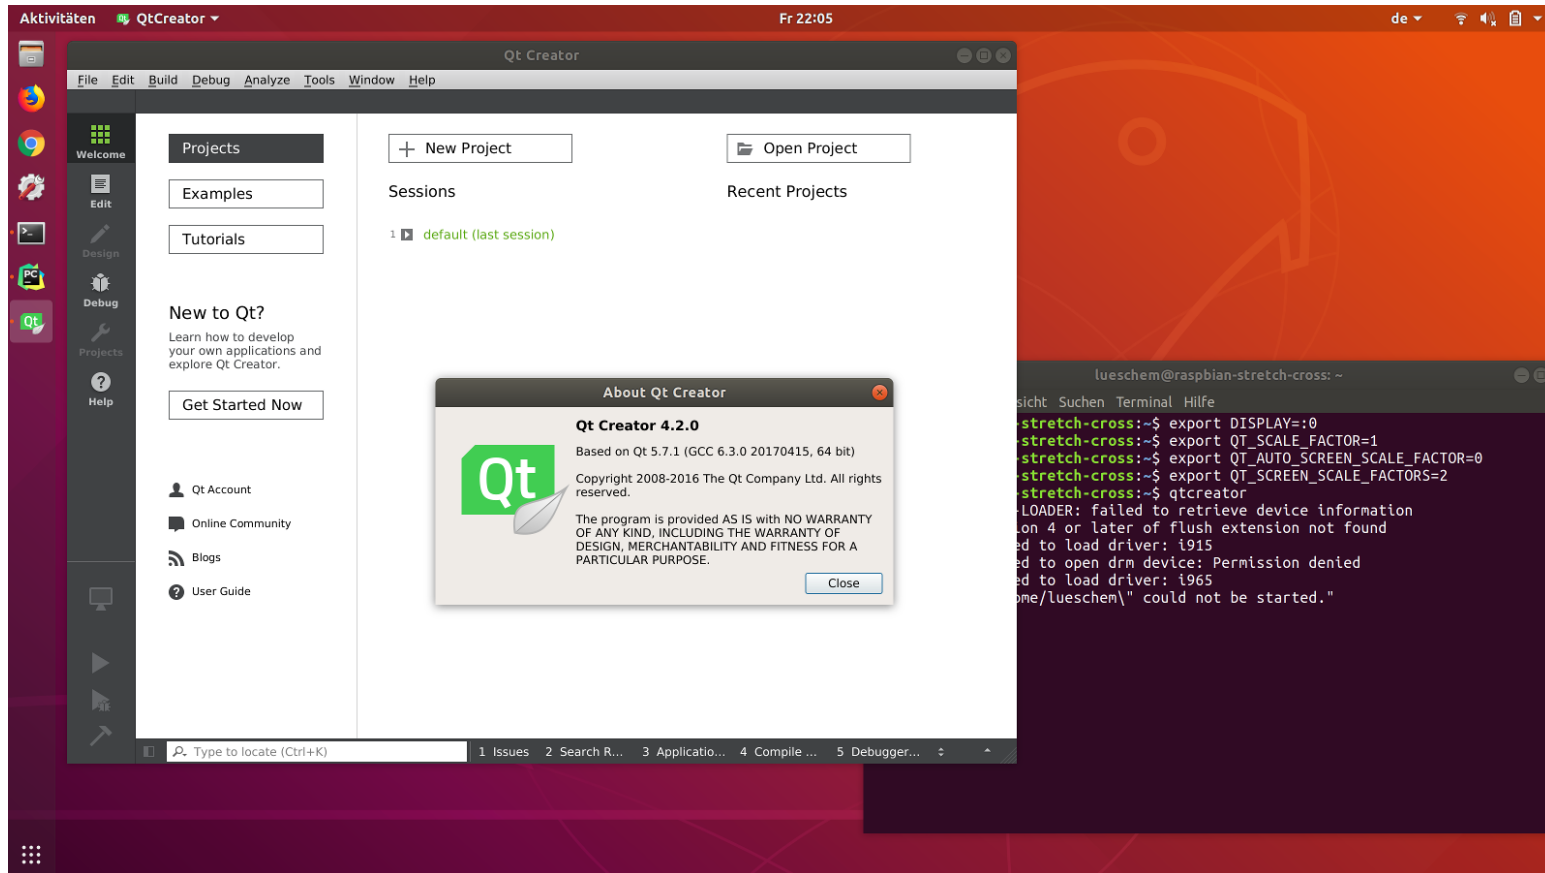 Aktivitäten QtCreator Fr 22:05 de
Qt Creator
File Edit Build Debug Analyze Tools Window Help
Welcome
Edit
Design
Debug
Projects
Help
Projects
Examples
Tutorials
New to Qt?
Learn how to develop
your own applications and
explore Qt Creator.
Get Started Now
Qt Account
Online Community
Blogs
User Guide
New Project
Open Project
Sessions
Recent Projects
1 default (last session)
About Qt Creator
Qt
Qt Creator 4.2.0
Based on Qt 5.7.1 (GCC 6.3.0 20170415, 64 bit)
Copyright 2008-2016 The Qt Company Ltd. All rights
reserved.
The program is provided AS IS with NO WARRANTY
OF ANY KIND, INCLUDING THE WARRANTY OF
DESIGN, MERCHANTABILITY AND FITNESS FOR A
PARTICULAR PURPOSE.
Close
Type to locate (Ctrl+K) 1 Issues 2 Search R... 3 Applicatio... 4 Compile ... 5 Debugger...
lueschem@raspbian-stretch-cross: ~
sicht Suchen Terminal Hilfe
-stretch-cross:~$ export DISPLAY=:0
-stretch-cross:~$ export QT_SCALE_FACTOR=1
-stretch-cross:~$ export QT_AUTO_SCREEN_SCALE_FACTOR=0
-stretch-cross:~$ export QT_SCREEN_SCALE_FACTORS=2
-stretch-cross:~$ qtcreator
-LOADER: failed to retrieve device information
ion 4 or later of flush extension not found
ed to load driver: i915
ed to open drm device: Permission denied
ed to load driver: i965
ome/lueschem\" could not be started."
PC
Qt